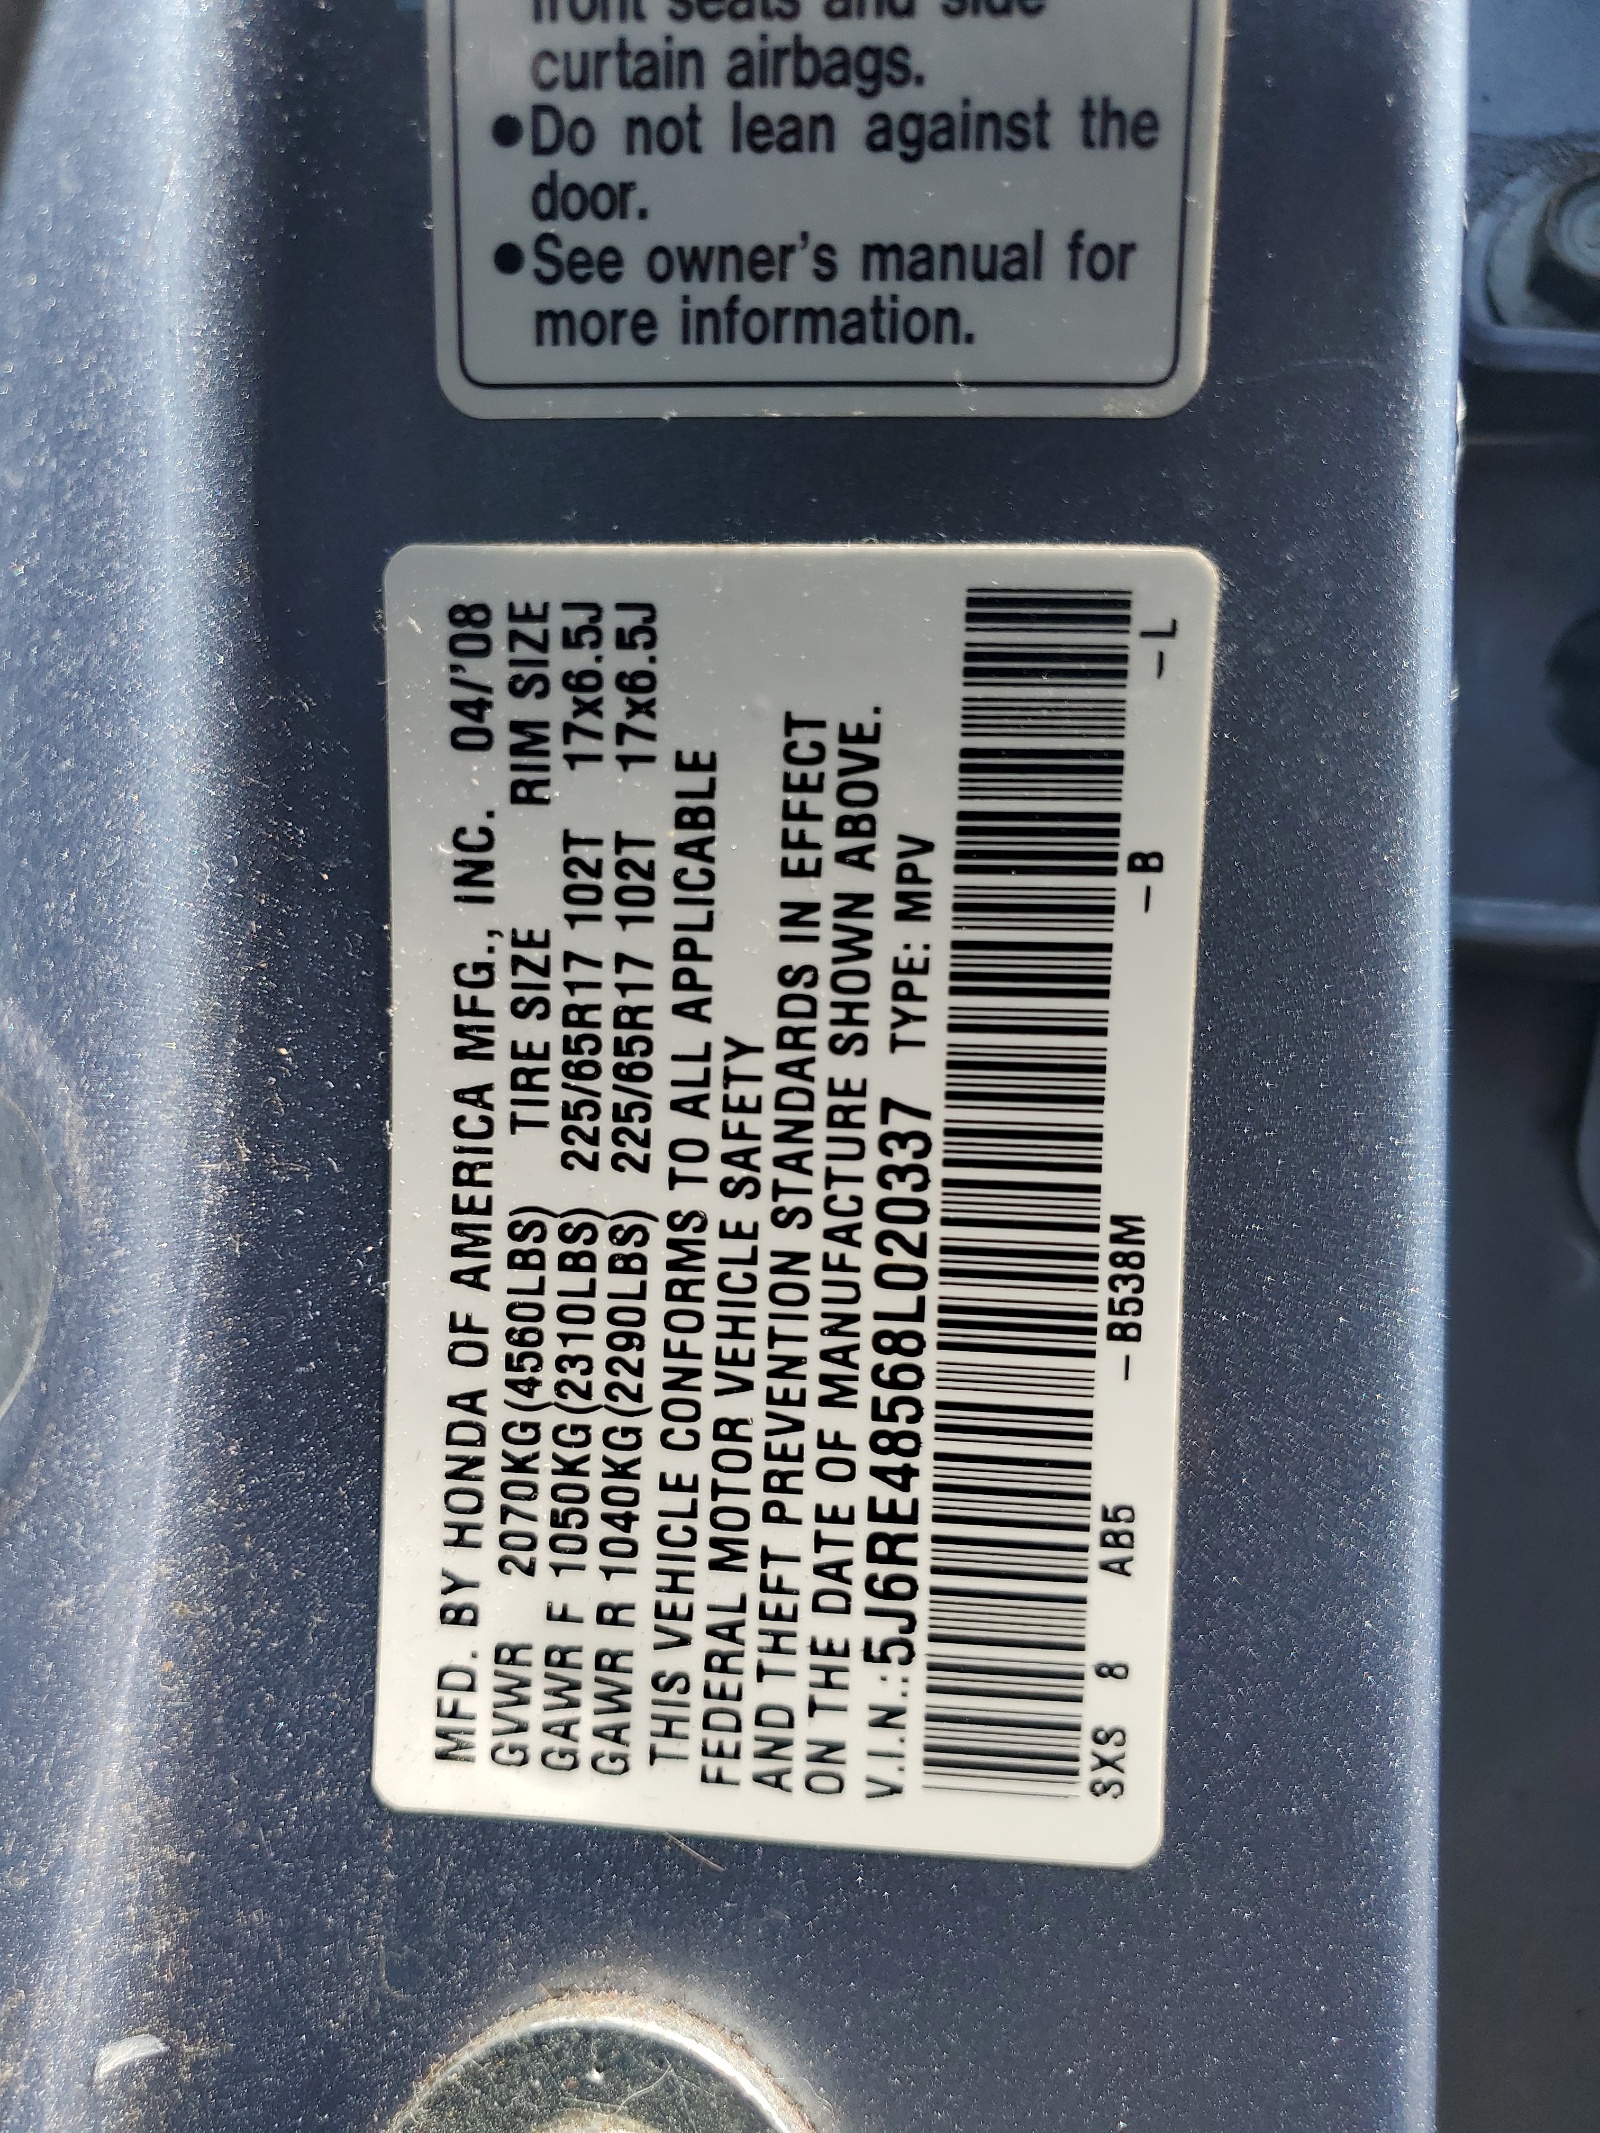 front seats and side
curtain airbags.
●Do not lean against the
door.
●See owner's manual for
more information.
MFD. BY HONDA OF AMERICA MFG., INC. 04/'08
GVWR 2070KG(4560LBS) TIRE SIZE RIM SIZE
GAWR F 1050KG(2310LBS) 225/65R17 102T 17x6.5J
GAWR R 1040KG(2290LBS) 225/65R17 102T 17x6.5J
THIS VEHICLE CONFORMS TO ALL APPLICABLE
FEDERAL MOTOR VEHICLE SAFETY
AND THEFT PREVENTION STANDARDS IN EFFECT
ON THE DATE OF MANUFACTURE SHOWN ABOVE.
V.I.N.:5J6RE48568L020337 TYPE: MPV
SXS 8 AB5 –B538M –B –L